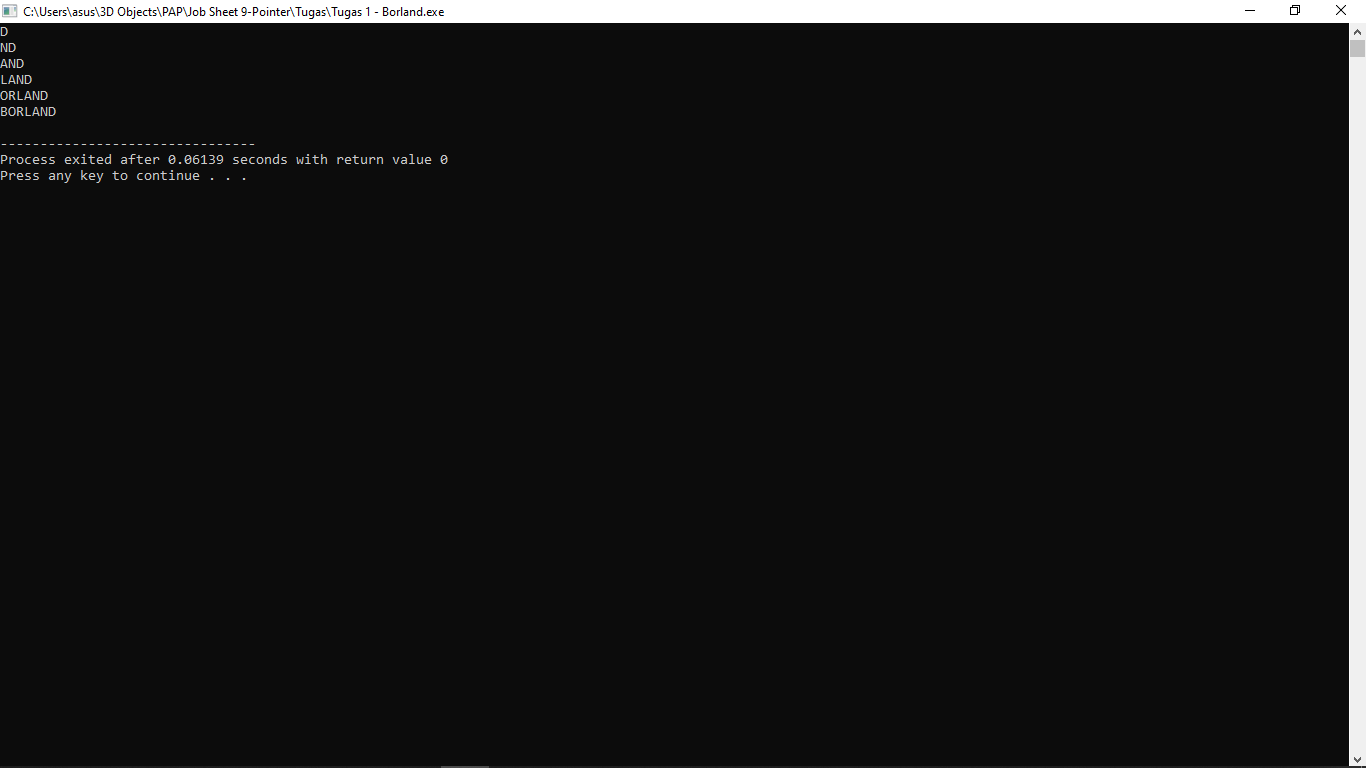 C:\Users\asus\3D Objects\PAP\Job Sheet 9-Pointer\Tugas\Tugas 1 - Borland.exe
D
ND
AND
LAND
ORLAND
BORLAND
--------------------------------
Process exited after 0.06139 seconds with return value 0
Press any key to continue . . .